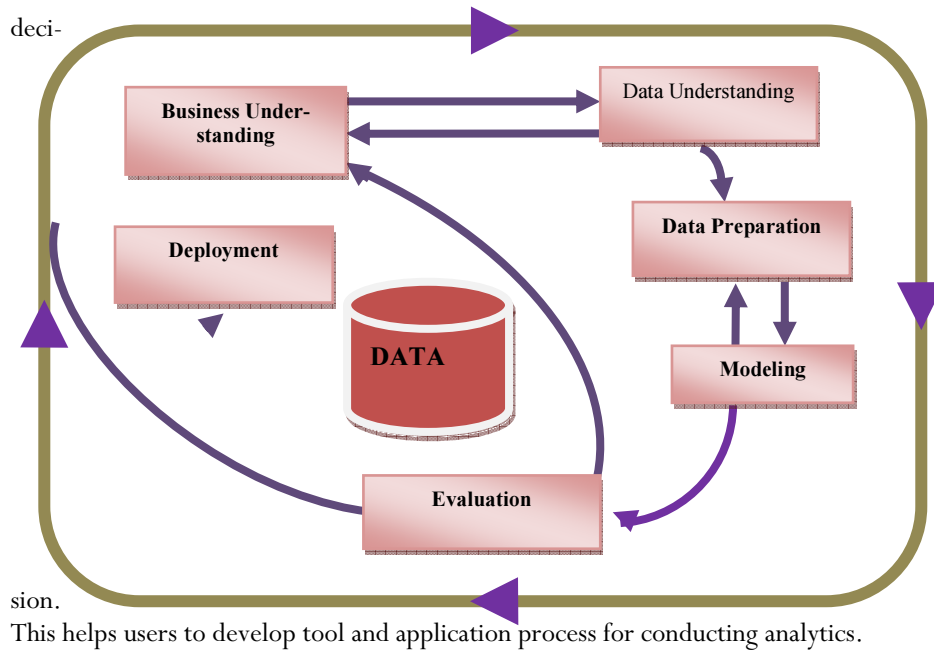 deci-
Business Under-
standing
Data Understanding
Data Preparation
Deployment
DATA
Modeling
Evaluation
sion.
This helps users to develop tool and application process for conducting analytics.